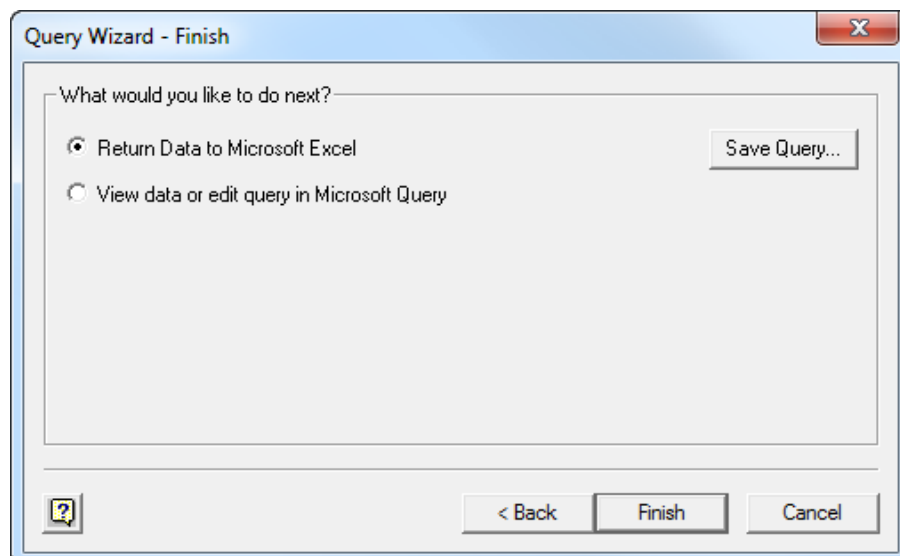 Query Wizard - Finish
What would you like to do next?
Return Data to Microsoft Excel
Save Query...
View data or edit query in Microsoft Query
?
< Back
Finish
Cancel